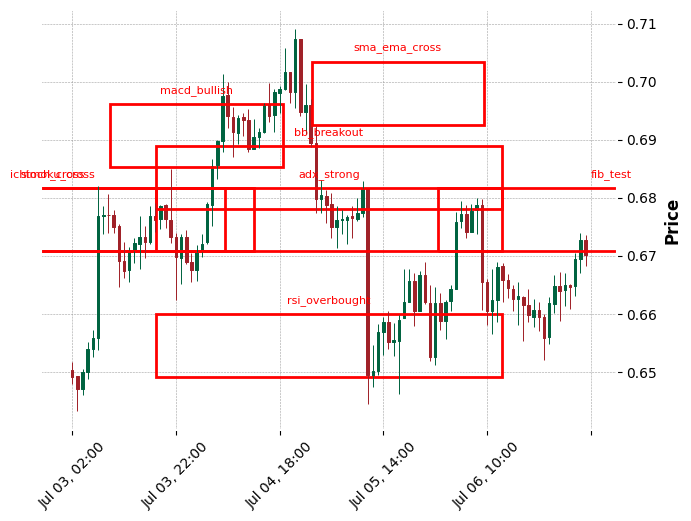 0.71
sma_ema_cross
0.70
macd_bullish
0.69
bb_breakout
adx_strong
fib_test
0.68
0.67
Price
0.66
rsi_overbought
0.65
Jul 03, 02:00
Jul 03, 22:00
Jul 04, 18:00
Jul 05, 14:00
Jul 06, 10:00